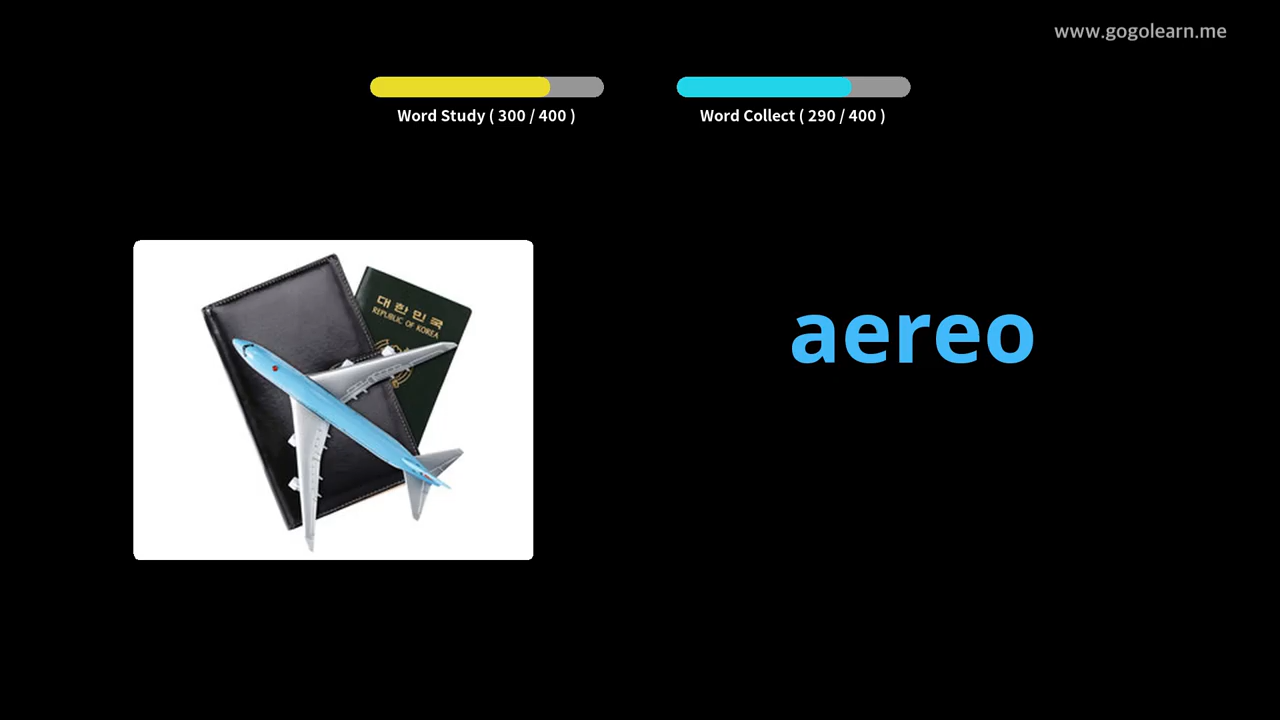 www.gogolearn.me
Word Study ( 300 / 400 )
Word Collect ( 290 / 400 )
대한민국
REPUBLIC OF KOREA
aereo